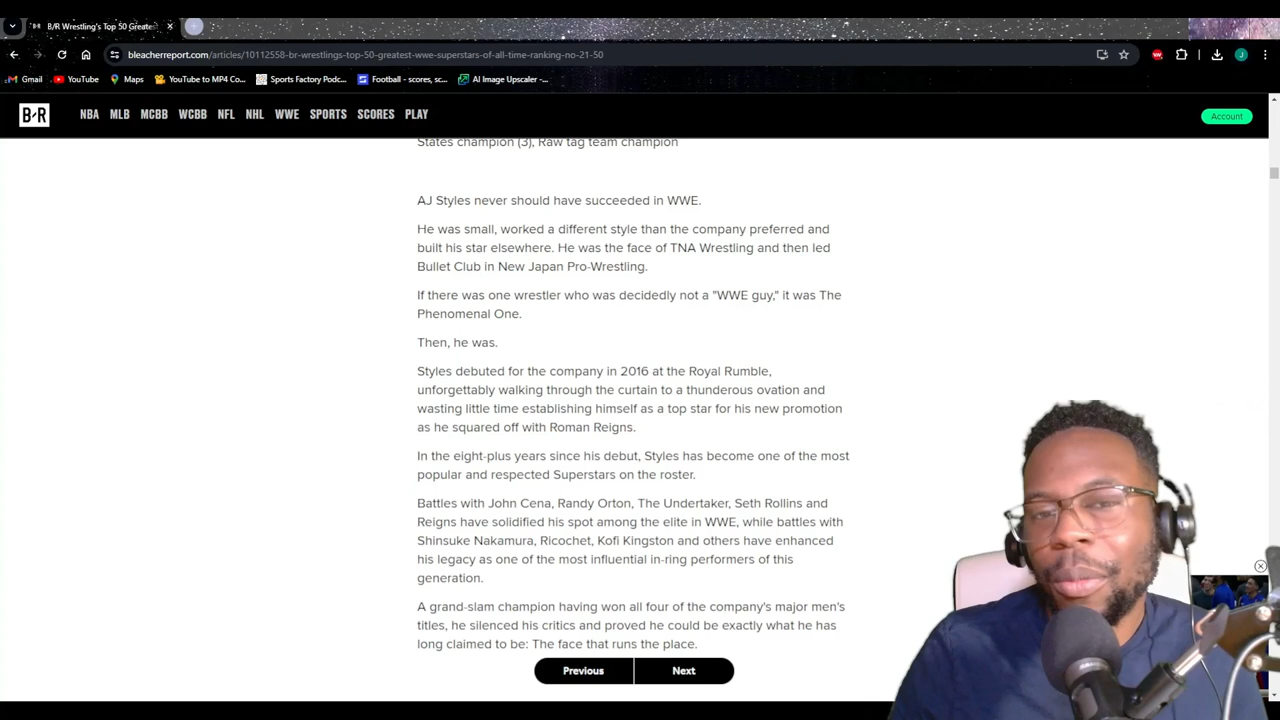 B/R Wrestling's Top 50 Greate
bleacherreport.com/articles/10112558-br-wrestlings-top-50-greatest-wwe-superstars-of-all-time-ranking-no-21-50
J
Gmail
YouTube
Maps
YouTube to MP4 Co...
Sports Factory Podc...
Football - scores, sc...
AI Image Upscaler -...
B/R
NBA MLB MCBB WCBB NFL NHL WWE SPORTS SCORES PLAY
Account
States champion (3), Raw tag team champion
AJ Styles never should have succeeded in WWE.
He was small, worked a different style than the company preferred and
built his star elsewhere. He was the face of TNA Wrestling and then led
Bullet Club in New Japan Pro-Wrestling.
If there was one wrestler who was decidedly not a "WWE guy," it was The
Phenomenal One.
Then, he was.
Styles debuted for the company in 2016 at the Royal Rumble,
unforgettably walking through the curtain to a thunderous ovation and
wasting little time establishing himself as a top star for his new promotion
as he squared off with Roman Reigns.
In the eight-plus years since his debut, Styles has become one of the most
popular and respected Superstars on the roster.
Battles with John Cena, Randy Orton, The Undertaker, Seth Rollins and
Reigns have solidified his spot among the elite in WWE, while battles with
Shinsuke Nakamura, Ricochet, Kofi Kingston and others have enhanced
his legacy as one of the most influential in-ring performers of this
generation.
A grand-slam champion having won all four of the company's major men's
titles, he silenced his critics and proved he could be exactly what he has
long claimed to be: The face that runs the place.
Previous
Next